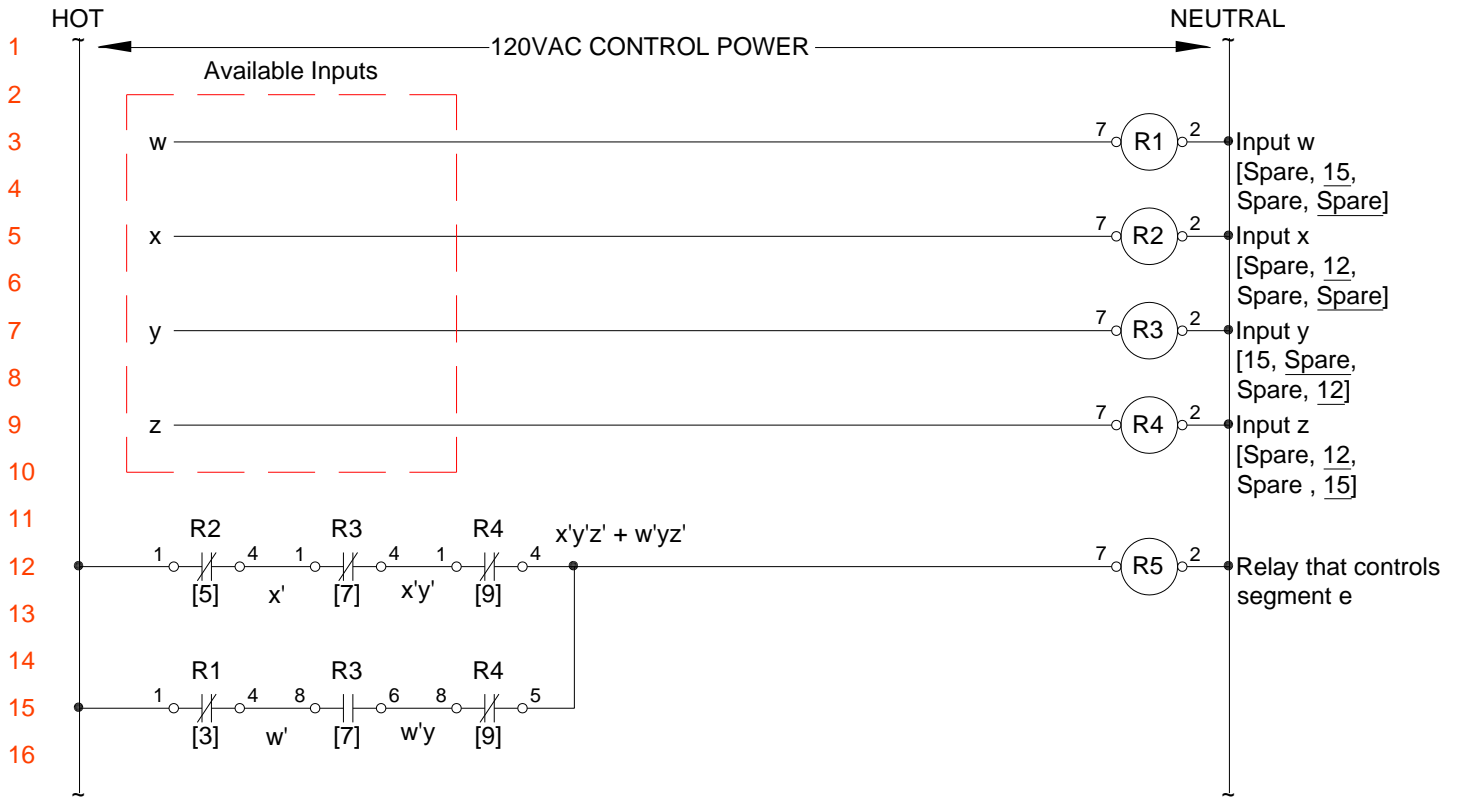 HOT
NEUTRAL
1
120VAC CONTROL POWER
Available Inputs
2
3
w
7
R1
2
Input w
[Spare, 15,
4
Spare, Spare]
5
x
7
R2
2
Input x
[Spare, 12,
6
Spare, Spare]
7
y
7
R3
2
Input y
[15, Spare,
8
Spare, 12]
9
z
7
R4
2
Input z
[Spare, 12,
10
Spare , 15]
11
R2
R3
R4
x'y'z' + w'yz'
12
1
4
1
4
1
4
7
R5
2
Relay that controls
[5]
x'
[7]
x'y'
[9]
segment e
13
14
R1
R3
R4
15
1
4
8
6
8
5
[3]
w'
[7]
w'y
[9]
16